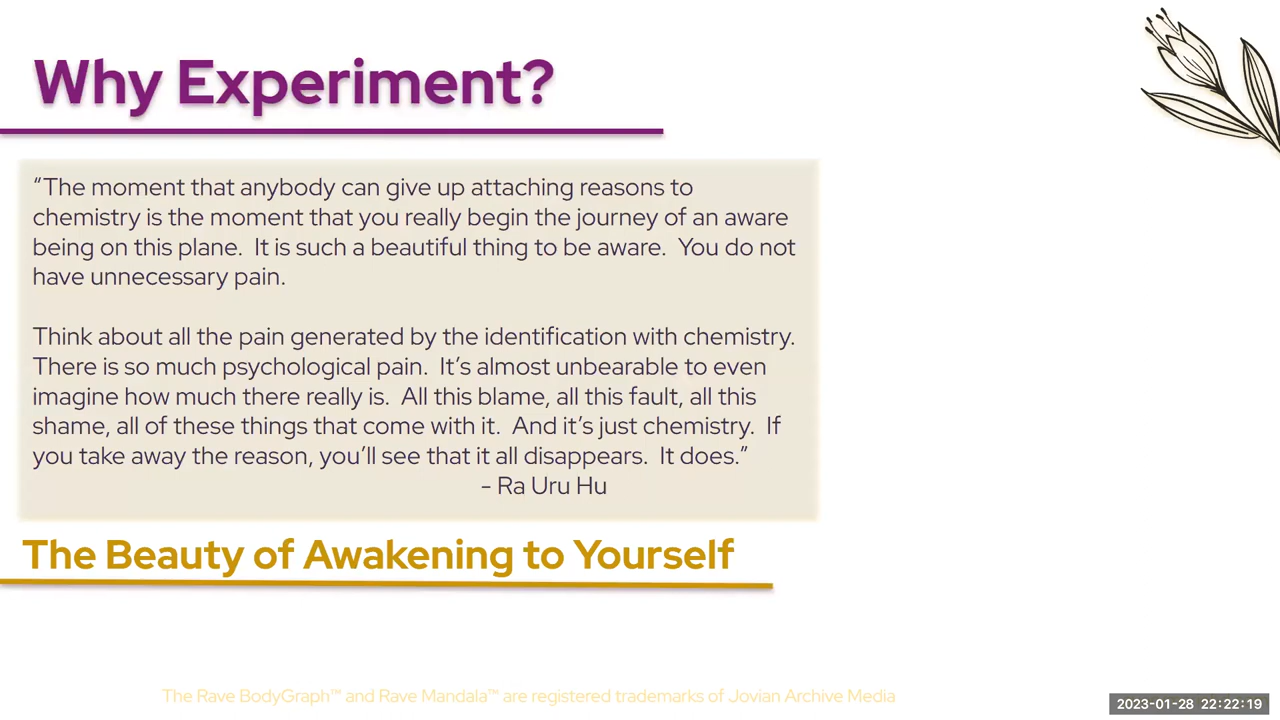 Why Experiment?
“The moment that anybody can give up attaching reasons to
chemistry is the moment that you really begin the journey of an aware
being on this plane.  It is such a beautiful thing to be aware.  You do not
have unnecessary pain.
Think about all the pain generated by the identification with chemistry.
There is so much psychological pain.  It’s almost unbearable to even
imagine how much there really is.  All this blame, all this fault, all this
shame, all of these things that come with it.  And it’s just chemistry.  If
you take away the reason, you’ll see that it all disappears.  It does.”
- Ra Uru Hu
The Beauty of Awakening to Yourself
The Rave BodyGraph™ and Rave Mandala™ are registered trademarks of Jovian Archive Media
2023-01-28 22:22:19